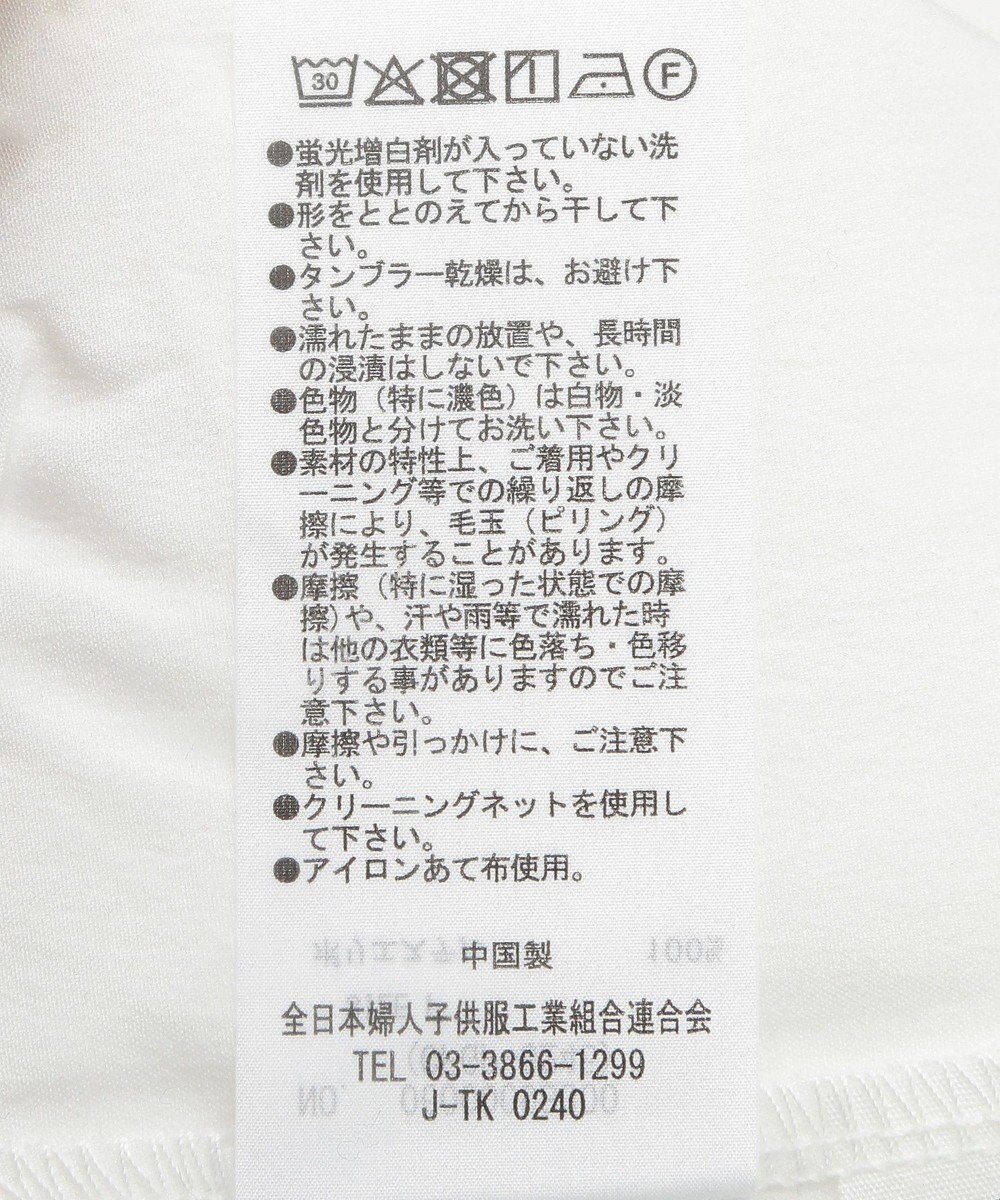 30 F
●蛍光増白剤が入っていない洗
剤を使用して下さい。
●形をととのえてから干して下
さい。
●タンブラー乾燥は、お避け下
さい。
●濡れたままの放置や、長時間
の浸漬はしないで下さい。
●色物（特に濃色）は白物・淡
色物と分けてお洗い下さい。
●素材の特性上、ご着用やクリ
ーニング等での繰り返しの摩
擦により、毛玉（ピリング）
が発生することがあります。
●摩擦（特に湿った状態での摩
擦)や、汗や雨等で濡れた時
は他の衣類等に色落ち・色移
りする事がありますのでご注
意下さい。
●摩擦や引っかけに、ご注意下
さい。
●クリーニングネットを使用し
て下さい。
●アイロンあて布使用。
中国製
全日本婦人子供服工業組合連合会
TEL 03-3866-1299
J-TK 0240